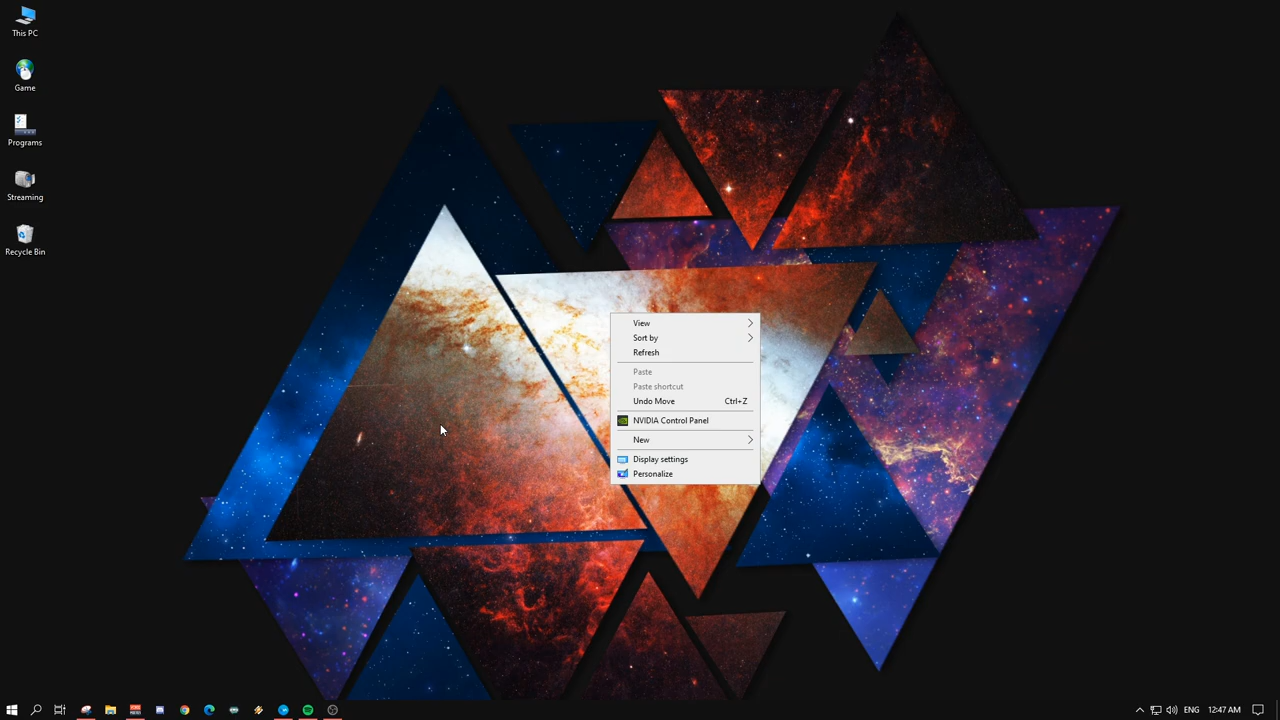 This PC
Game
Programs
Streaming
Recycle Bin
View
Sort by
Refresh
Paste
Paste shortcut
Undo Move Ctrl+Z
NVIDIA Control Panel
New
Display settings
Personalize
ENG 12:47 AM